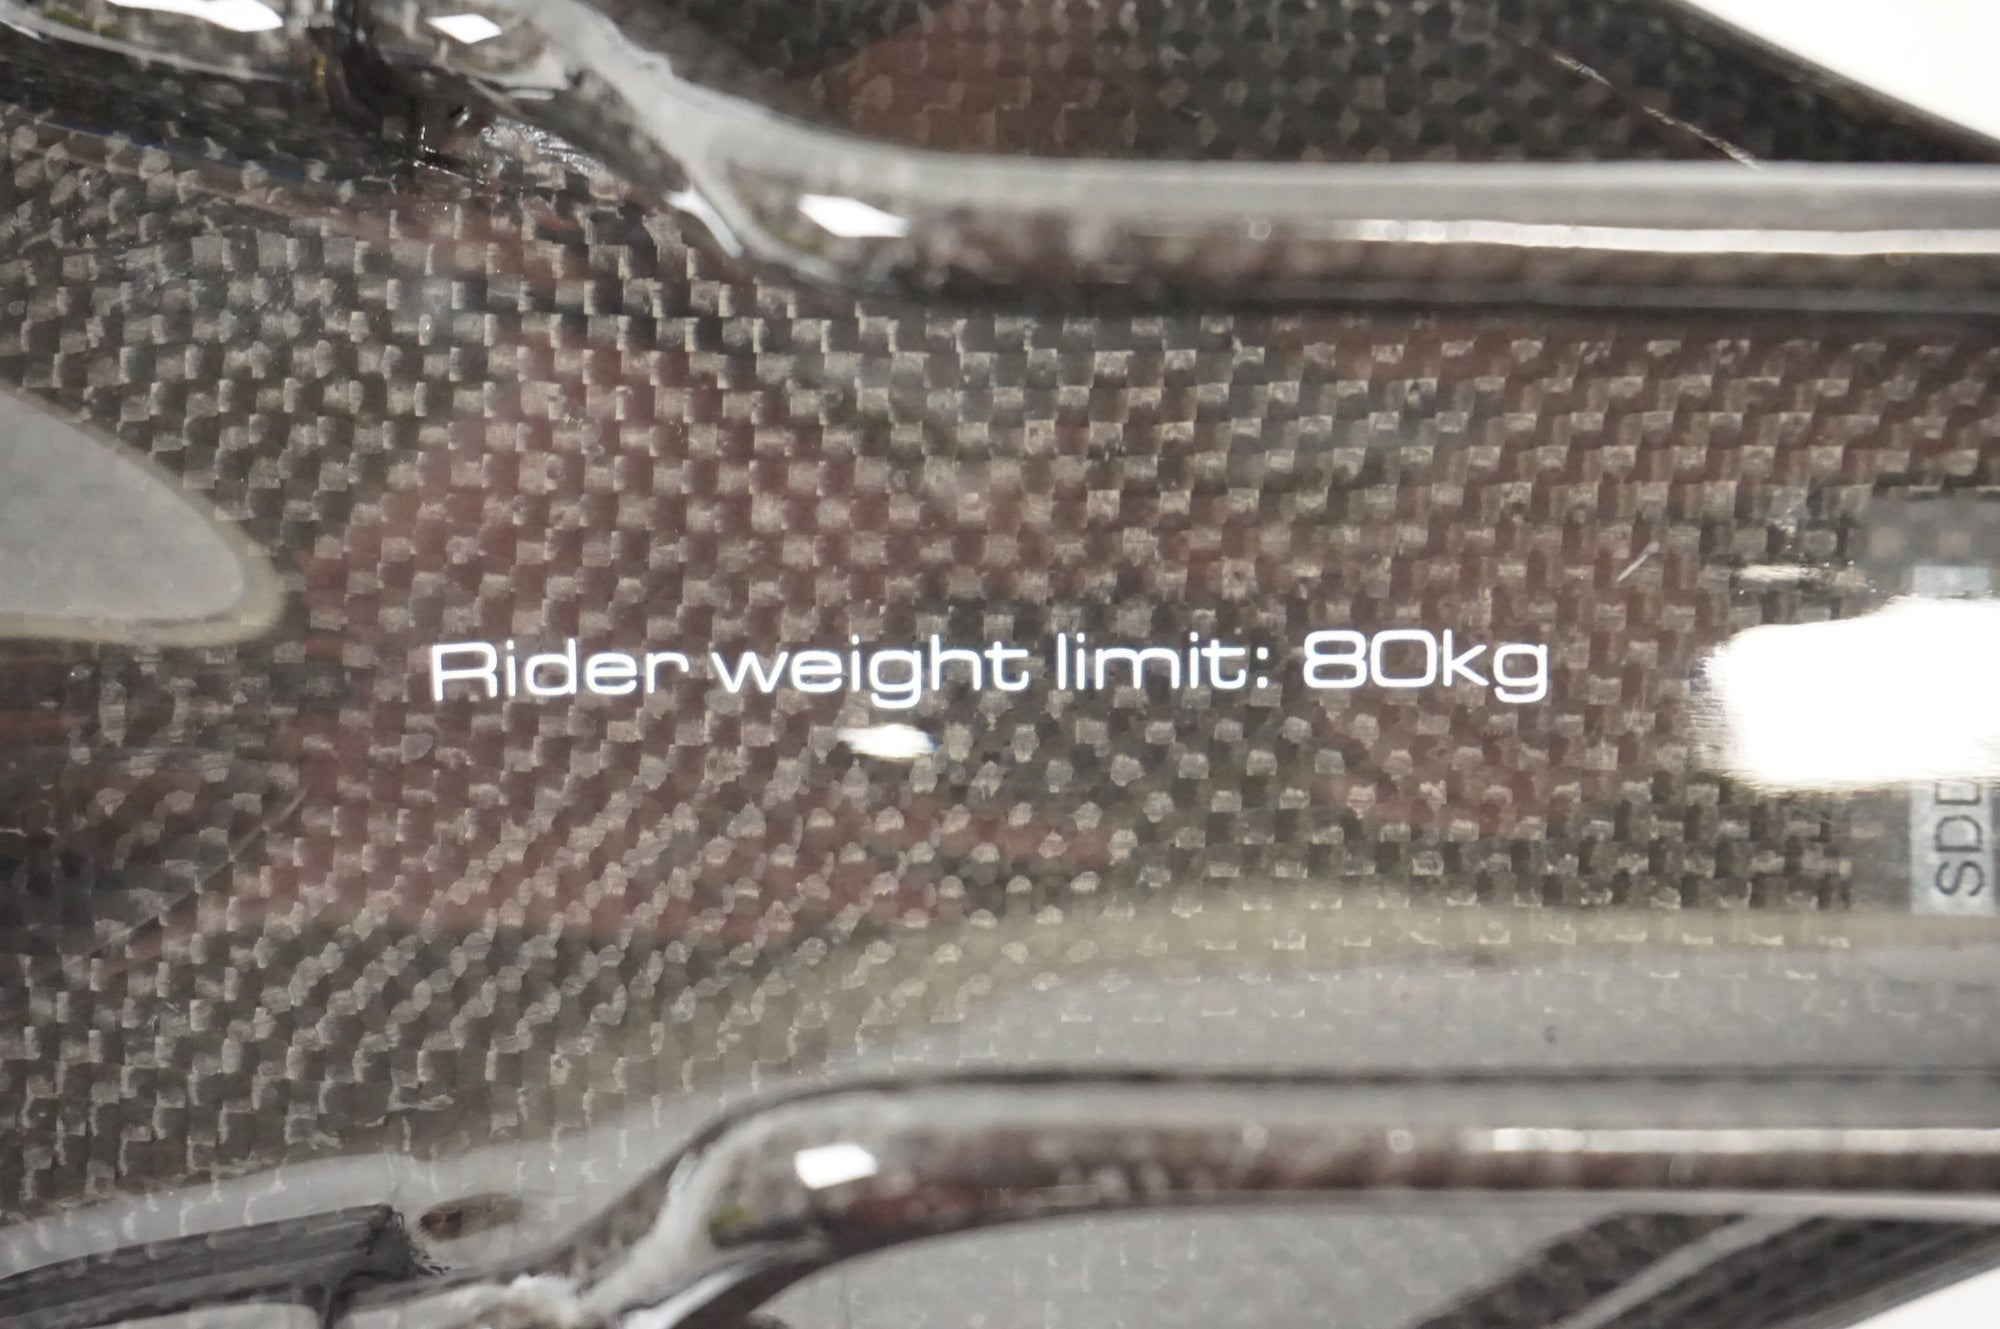 Rider weight limit: 80kg